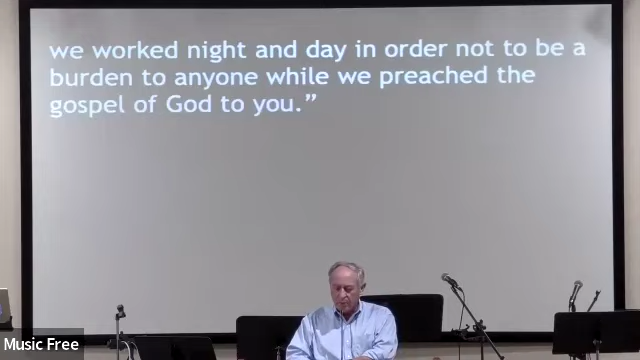 we worked night and day in order not to be a
burden to anyone while we preached the
gospel of God to you.”
Music Free